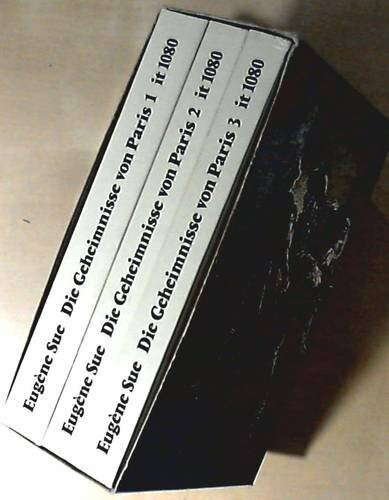 Eugène Sue Die Geheimnisse von Paris 1 it 1080
Eugène Sue Die Geheimnisse von Paris 2 it 1080
Eugène Sue Die Geheimnisse von Paris 3 it 1080